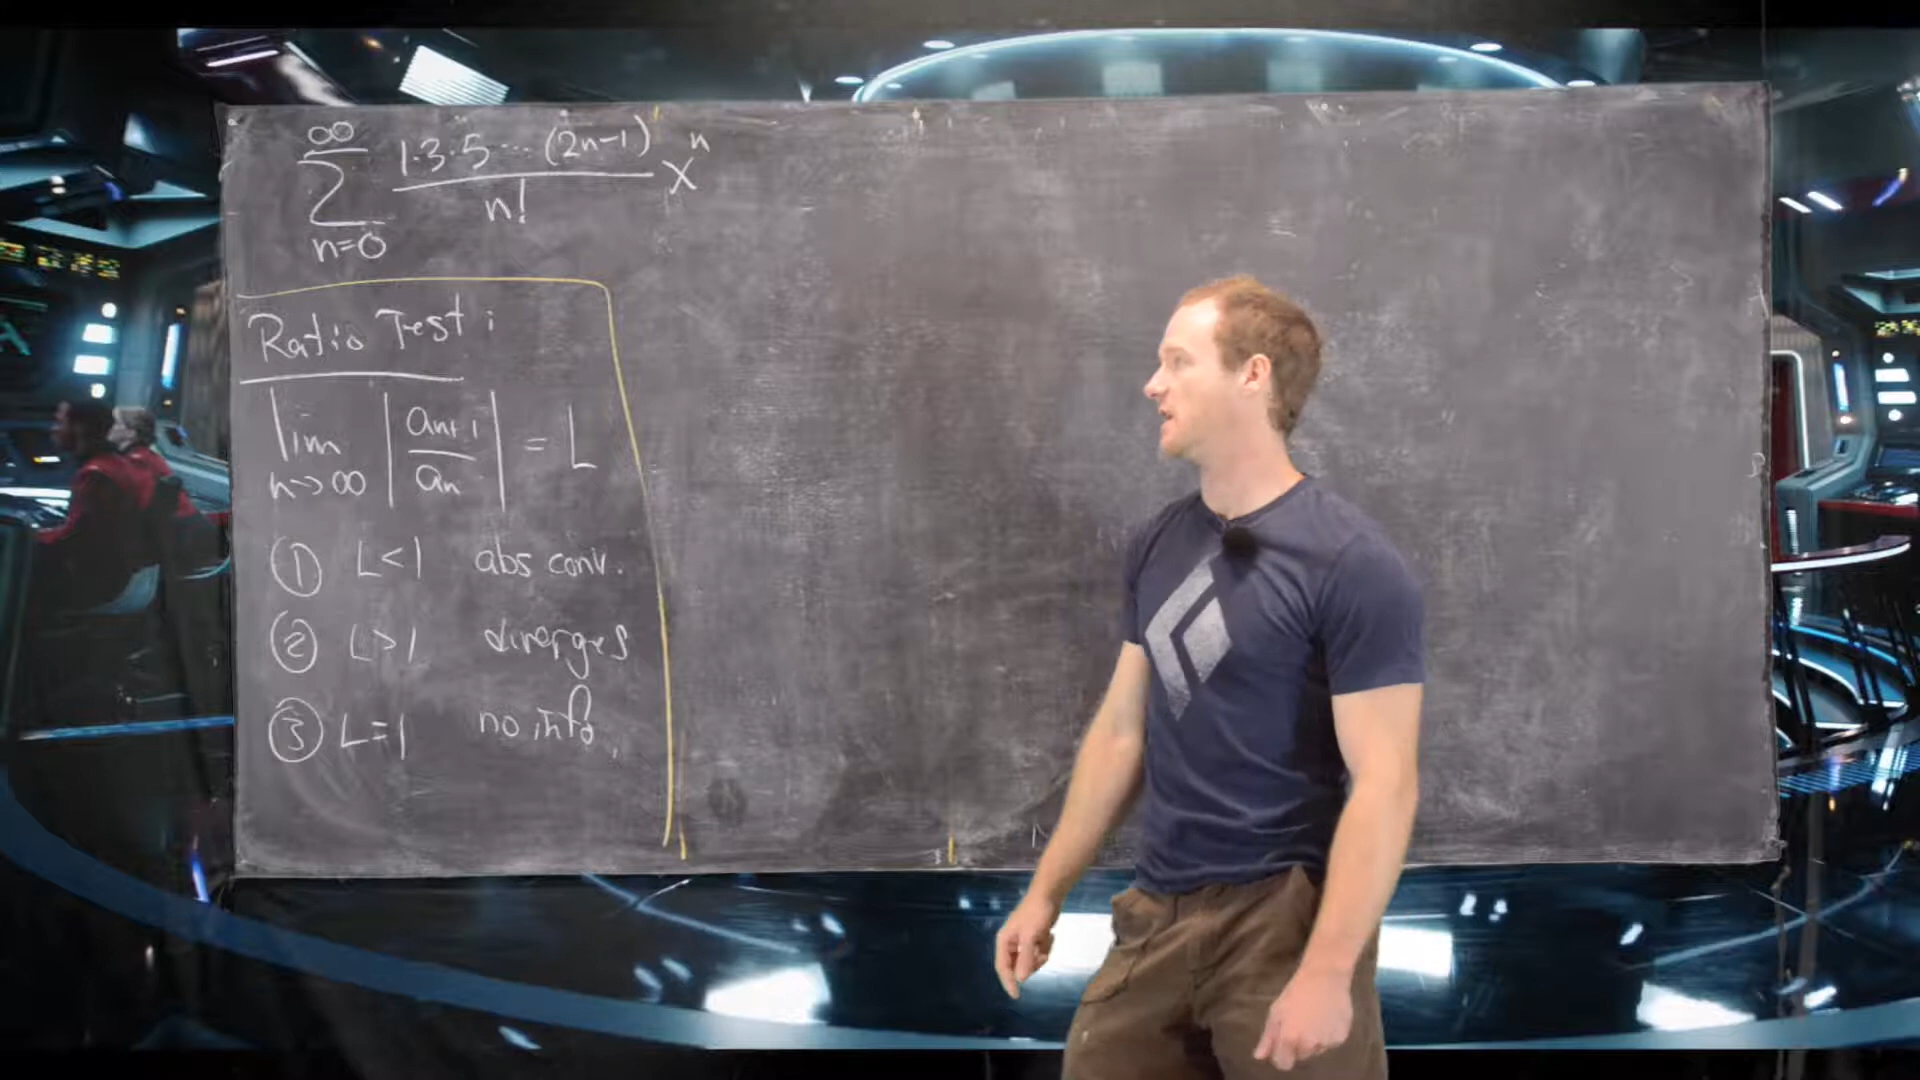 ∞
∑ 1·3·5···(2n-1) / n! xⁿ
n=0
Ratio Test :
lim n→∞ |aₙ₊₁ / aₙ| = L
① L<1 abs conv.
② L>1 diverges
③ L=1 no info.